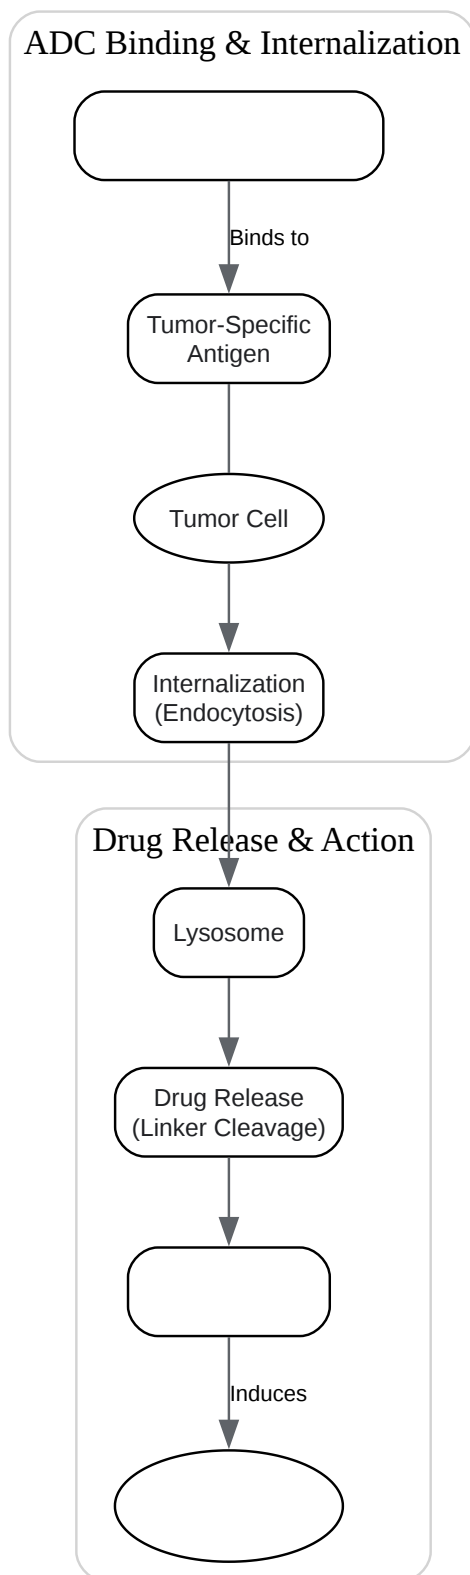 ADC Binding & Internalization
Binds to
Tumor-Specific
Antigen
Tumor Cell
Internalization
(Endocytosis)
Drug Release & Action
Lysosome
Drug Release
(Linker Cleavage)
Induces